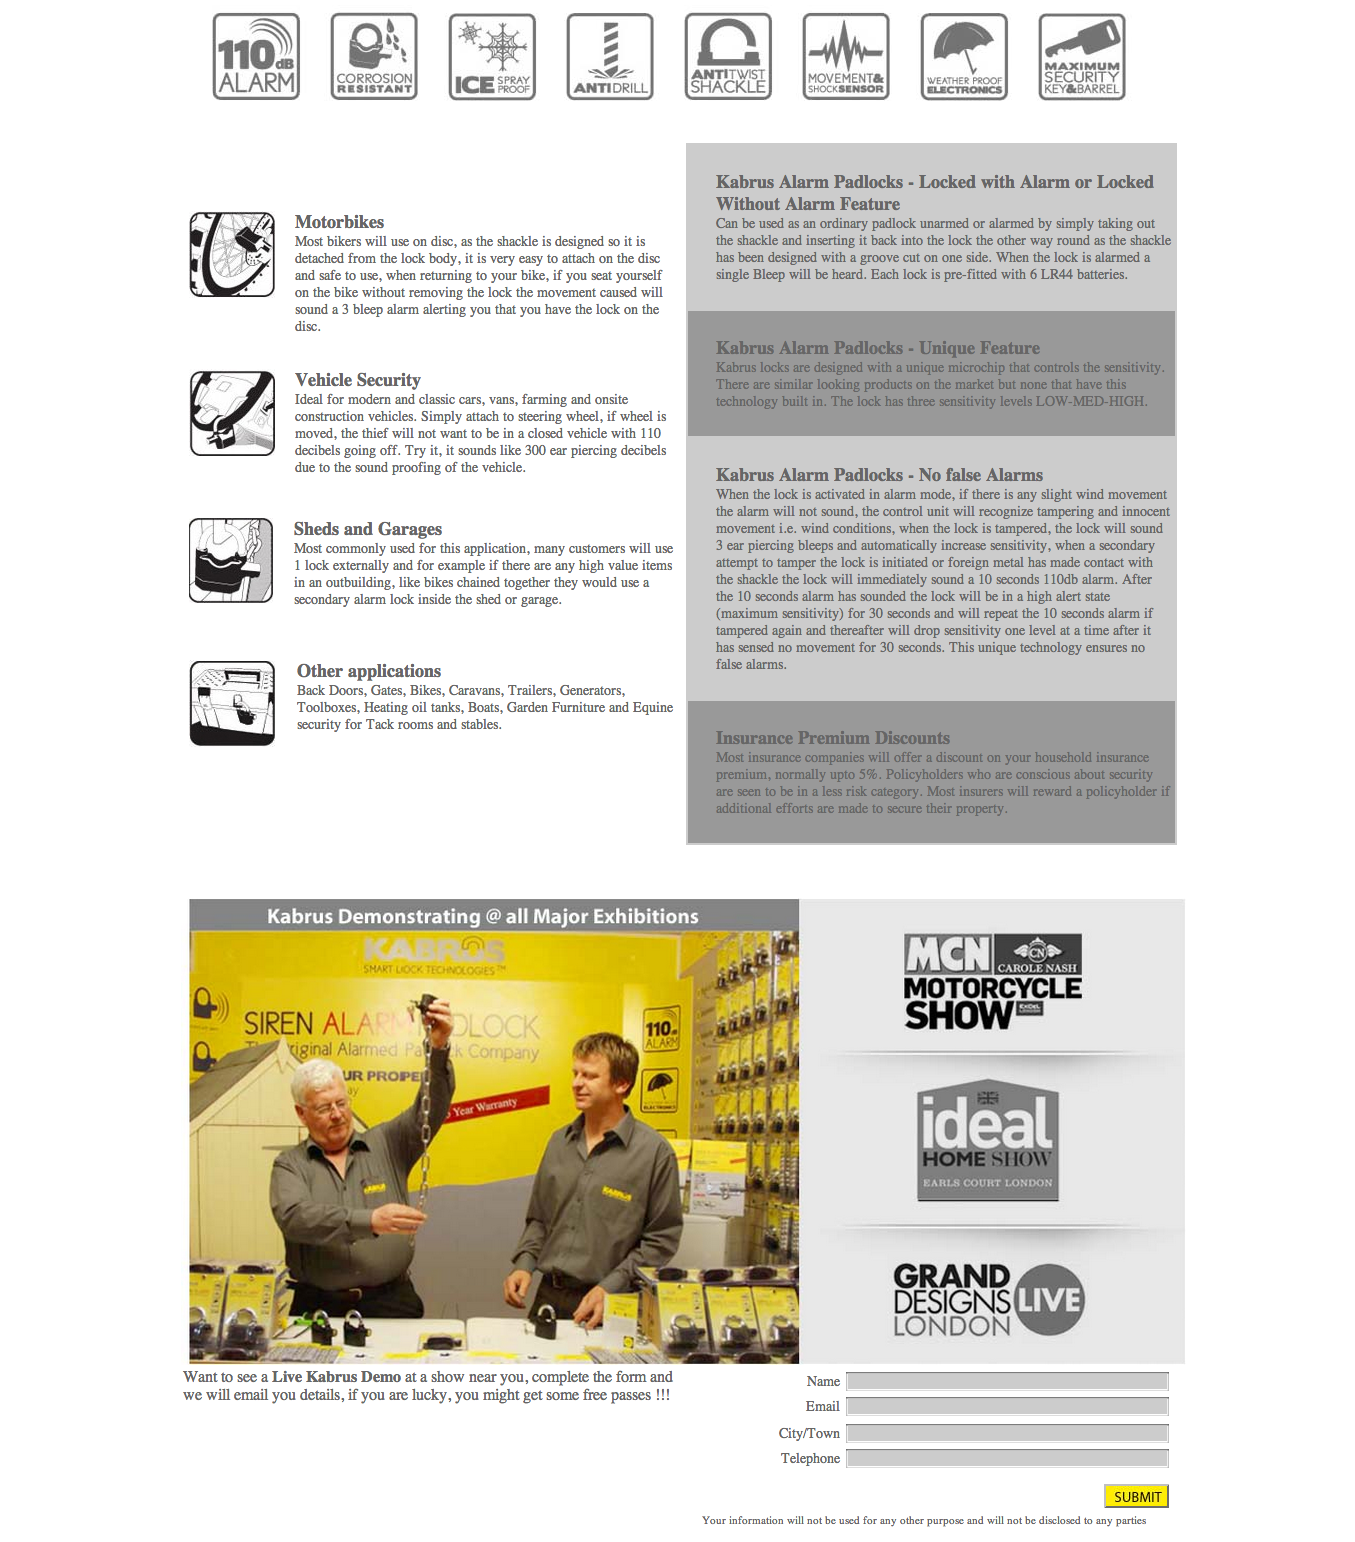 110 dB
ALARM
CORROSION
RESISTANT
ICE SPRAY PROOF
ANTIDRILL
ANTITWIST
SHACKLE
MOVEMENT&
SHOCKSENSOR
WEATHER PROOF
ELECTRONICS
MAXIMUM
SECURITY
KEY&BARREL
Motorbikes
Most bikers will use on disc, as the shackle is designed so it is
detached from the lock body, it is very easy to attach on the disc
and safe to use, when returning to your bike, if you seat yourself
on the bike without removing the lock the movement caused will
sound a 3 bleep alarm alerting you that you have the lock on the
disc.
Vehicle Security
Ideal for modern and classic cars, vans, farming and onsite
construction vehicles. Simply attach to steering wheel, if wheel is
moved, the thief will not want to be in a closed vehicle with 110
decibels going off. Try it, it sounds like 300 ear piercing decibels
due to the sound proofing of the vehicle.
Sheds and Garages
Most commonly used for this application, many customers will use
1 lock externally and for example if there are any high value items
in an outbuilding, like bikes chained together they would use a
secondary alarm lock inside the shed or garage.
Other applications
Back Doors, Gates, Bikes, Caravans, Trailers, Generators,
Toolboxes, Heating oil tanks, Boats, Garden Furniture and Equine
security for Tack rooms and stables.
Kabrus Alarm Padlocks - Locked with Alarm or Locked
Without Alarm Feature
Can be used as an ordinary padlock unarmed or alarmed by simply taking out
the shackle and inserting it back into the lock the other way round as the shackle
has been designed with a groove cut on one side. When the lock is alarmed a
single Bleep will be heard. Each lock is pre-fitted with 6 LR44 batteries.
Kabrus Alarm Padlocks - Unique Feature
Kabrus locks are designed with a unique microchip that controls the sensitivity.
There are similar looking products on the market but none that have this
technology built in. The lock has three sensitivity levels LOW-MED-HIGH.
Kabrus Alarm Padlocks - No false Alarms
When the lock is activated in alarm mode, if there is any slight wind movement
the alarm will not sound, the control unit will recognize tampering and innocent
movement i.e. wind conditions, when the lock is tampered, the lock will sound
3 ear piercing bleeps and automatically increase sensitivity, when a secondary
attempt to tamper the lock is initiated or foreign metal has made contact with
the shackle the lock will immediately sound a 10 seconds 110db alarm. After
the 10 seconds alarm has sounded the lock will be in a high alert state
(maximum sensitivity) for 30 seconds and will repeat the 10 seconds alarm if
tampered again and thereafter will drop sensitivity one level at a time after it
has sensed no movement for 30 seconds. This unique technology ensures no
false alarms.
Insurance Premium Discounts
Most insurance companies will offer a discount on your household insurance
premium, normally upto 5%. Policyholders who are conscious about security
are seen to be in a less risk category. Most insurers will reward a policyholder if
additional efforts are made to secure their property.
Kabrus Demonstrating @ all Major Exhibitions
KABRUS
SMART LOCK TECHNOLOGIES™
SIREN ALARM PADLOCK
Original Alarmed Company
UR PROPE
Year Warranty
110 dB
ALARM
ELECTRONICS
KABRUS
KABRUS
MCN CN
CAROLE NASH
MOTORCYCLE
SHOW EXCEL
ideal
HOME SHOW
EARLS COURT LONDON
GRAND
DESIGNS LIVE
LONDON
Want to see a Live Kabrus Demo at a show near you, complete the form and
we will email you details, if you are lucky, you might get some free passes !!!
Name
Email
City/Town
Telephone
SUBMIT
Your information will not be used for any other purpose and will not be disclosed to any parties